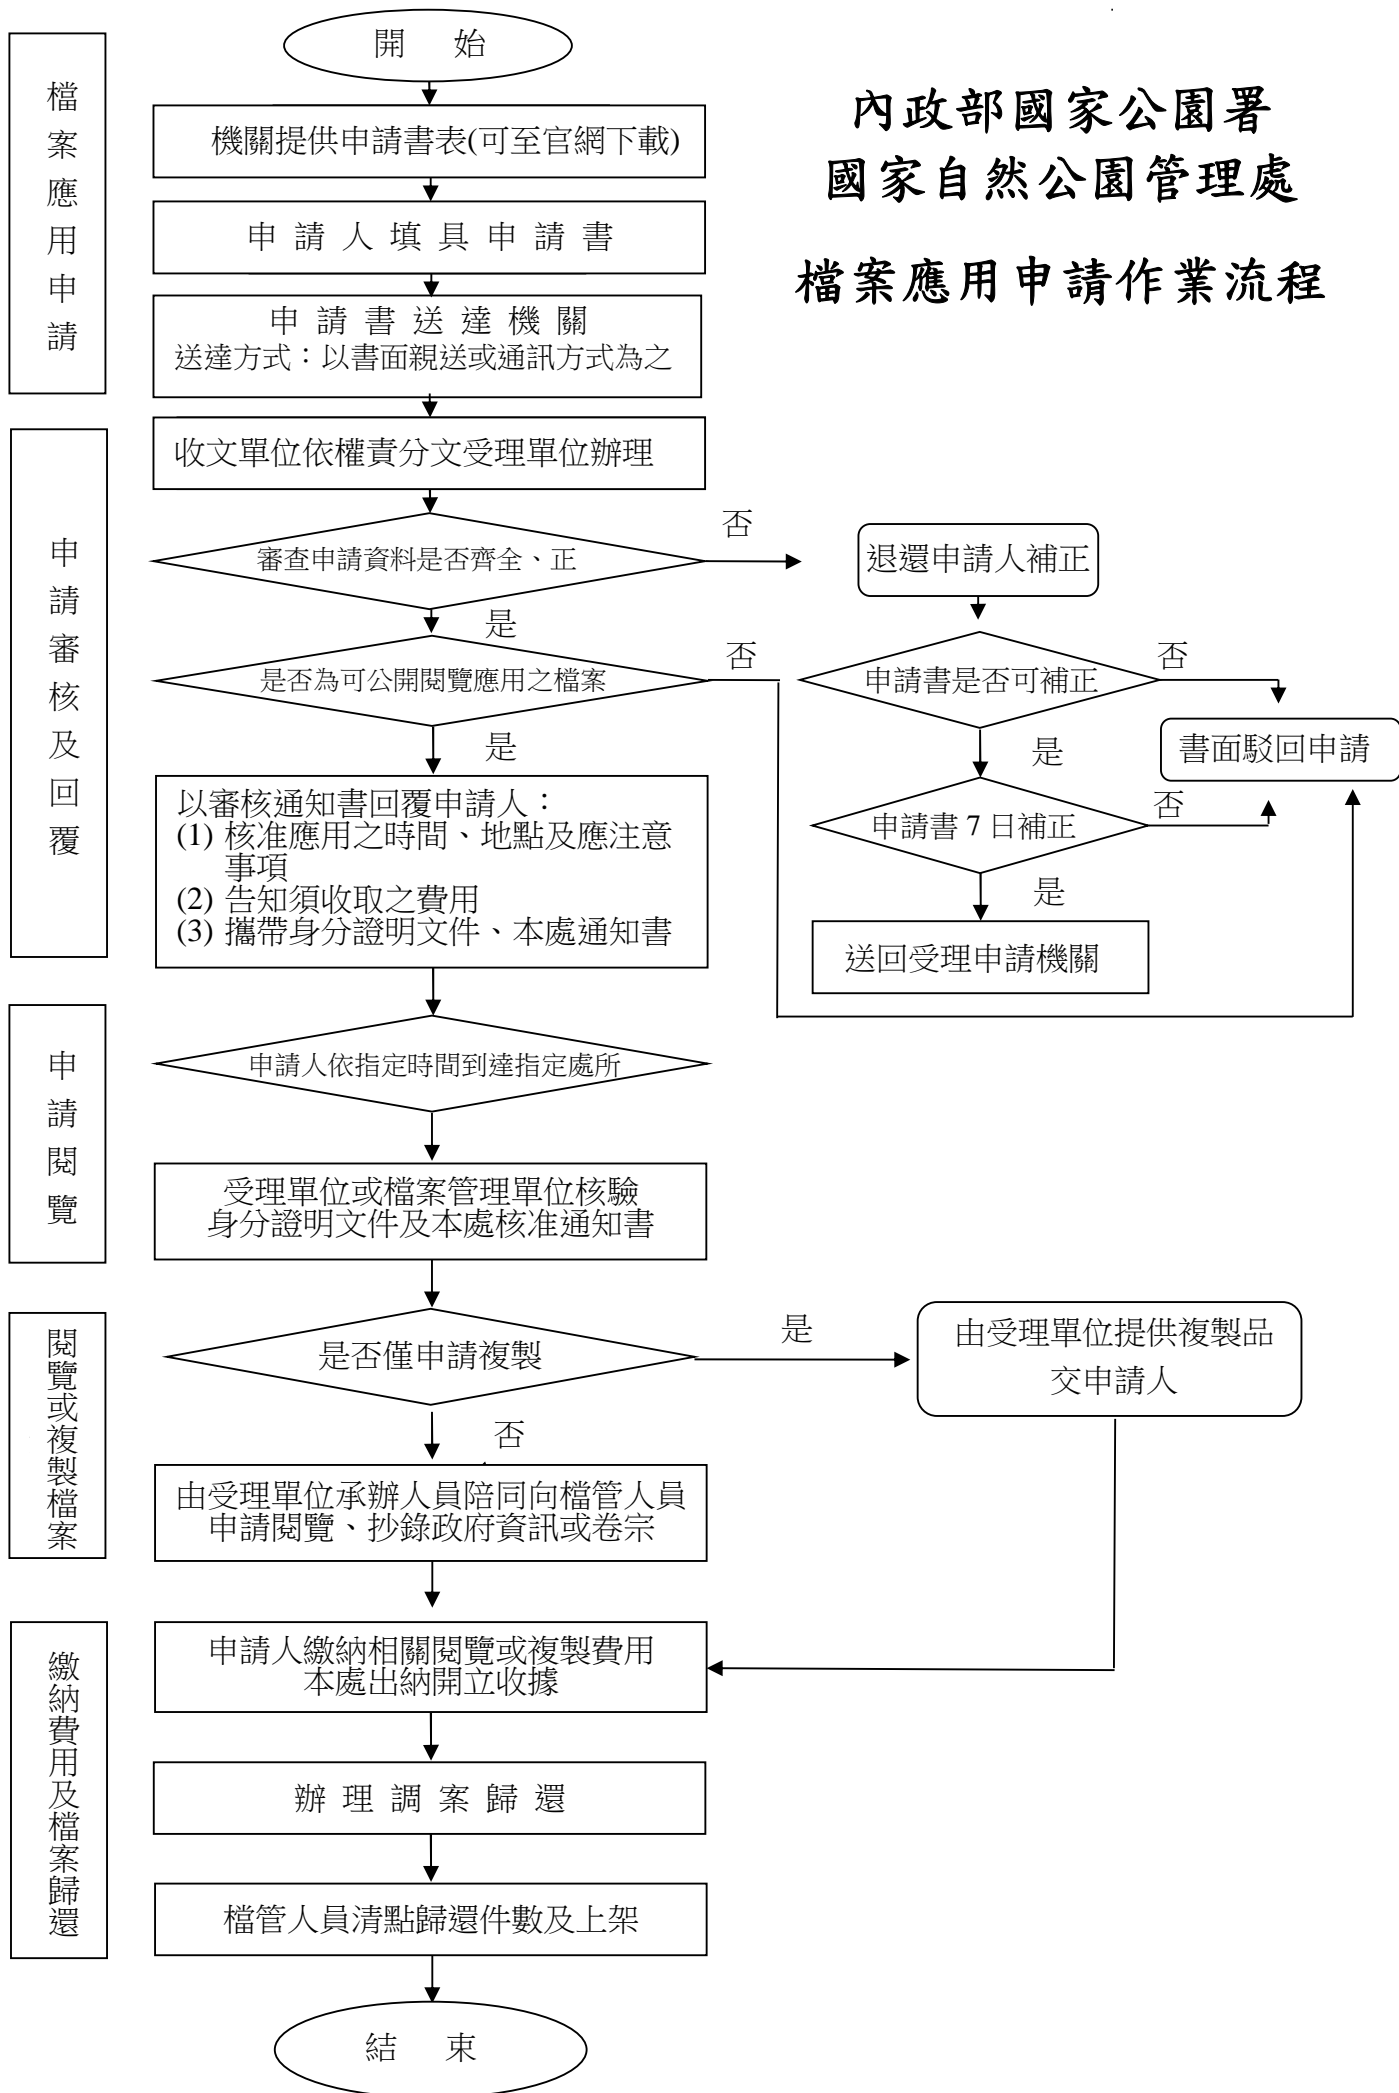 內政部國家公園署
國家自然公園管理處
檔案應用申請作業流程
檔案應用申請
開 始
機關提供申請書表(可至官網下載)
申請人填具申請書
申請書送達機關
送達方式：以書面親送或通訊方式為之
申請審核及回覆
收文單位依權責分文受理單位辦理
審查申請資料是否齊全、正
否
是
退還申請人補正
是否為可公開閱覽應用之檔案
否
是
申請書是否可補正
否
是
書面駁回申請
申請書 7 日補正
否
是
送回受理申請機關
以審核通知書回覆申請人：
(1) 核准應用之時間、地點及應注意
事項
(2) 告知須收取之費用
(3) 攜帶身分證明文件、本處通知書
申請閱覽
申請人依指定時間到達指定處所
受理單位或檔案管理單位核驗
身分證明文件及本處核准通知書
閱覽或複製檔案
是否僅申請複製
是
否
由受理單位提供複製品
交申請人
由受理單位承辦人員陪同向檔管人員
申請閱覽、抄錄政府資訊或卷宗
繳納費用及檔案歸還
申請人繳納相關閱覽或複製費用
本處出納開立收據
辦理調案歸還
檔管人員清點歸還件數及上架
結 束